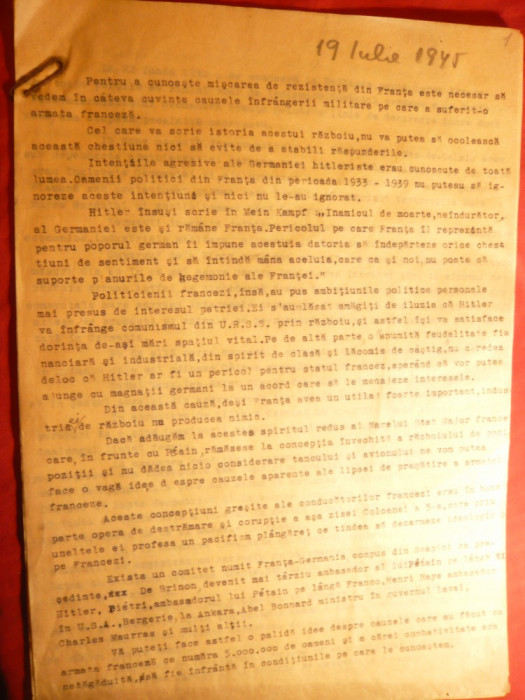 1
19 Iulie 1945
Pentru a cunoaște mișcarea de rezistență din Franța este necesar să
vedem în câteva cuvinte cauzele înfrângerii militare pe care a suferit-o
armata franceză.
Cel care va scrie istoria acestui războiu,nu va putea să ocolească
această chestiune nici să evite de a stabili răspunderile.
Intențiile agresive ale Germaniei hitleriste erau cunoscute de toată
lumea.Oamenii politici din Franța din perioada 1933 - 1939 nu puteau să ig-
noreze aceste intențiuni și nici nu le-au ignorat.
Hitler însuși scrie în Mein Kampf „Inamicul de moarte,neîndurător,
al Germaniei este și rămâne Franța.Pericolul pe care Franța îl reprezentă
pentru poporul german îi impune acestuia datoria să îndepărteze orice ches
tiuni de sentiment și să întindă mâna aceluia,care ca și noi,nu poate să
suporte planurile de hegemonie ale Franței."
Politicienii francezi,însă,au pus ambițiunile politice personale
mai presus de interesul patriei.Ei s'au lăsat amăgiți de iluzia că Hitler
va înfrânge comunismul din U.R.S.S. prin războiu,și astfel își va satisface
dorința de-ași mări spațiul vital.Pe de altă parte,o anumită feudalitate fi
nanciară și industrială,din spirit de clasă și lăcomie de câștig,nu credea
deloc că Hitler ar fi un pericol pentru statul francez,sperând să vor putea
ajunge cu magnații germani la un acord care să le menajeze interesele.
Din această cauză,deși Franța avea un utilaj foarte important,indus
tria ei de războiu nu producea nimic.
Dacă adăugăm la acestea spiritul redus al Marelui Stat Major francez
care,în frunte cu Pétain,rămăsese la concepția învechită a războiului de
poziții și nu dădea nicio considerare tancului și avionului ne vom putea
face o vagă idee despre cauzele aparente ale lipsei de pregătire a armatei
franceze.
Aceste concepțiuni greșite ale conducătorilor francezi erau în bună
parte opera de destrămare și corupție a așa zisei Coloanei a 5-a,care prin
uneltele ei profesa un pacifism plângăreț ce tindea să dezarmeze
pe Francezi.
Exista un comitet numit Franța-Germania,compus din
ședinte, De Brinon,devenit mai târziu ambasador al lui Pétain pe lângă
Hitler, Piétri,ambasadorul lui Pétain pe lângă Franco,Henri Haye ambasador
în U.S.A.,Bergerie,la Ankara,Abel Bonnard ministru în guvernul Laval,
Charles Maurras și mulți alții.
Vă puteți face astfel o palidă idee despre cauzele care au făcut ca
armata franceză ce număra 5.000.000 de oameni și a cărei combativitate era
netăgăduită,să fie înfrântă în condițiunile pe care le cunoaștem.